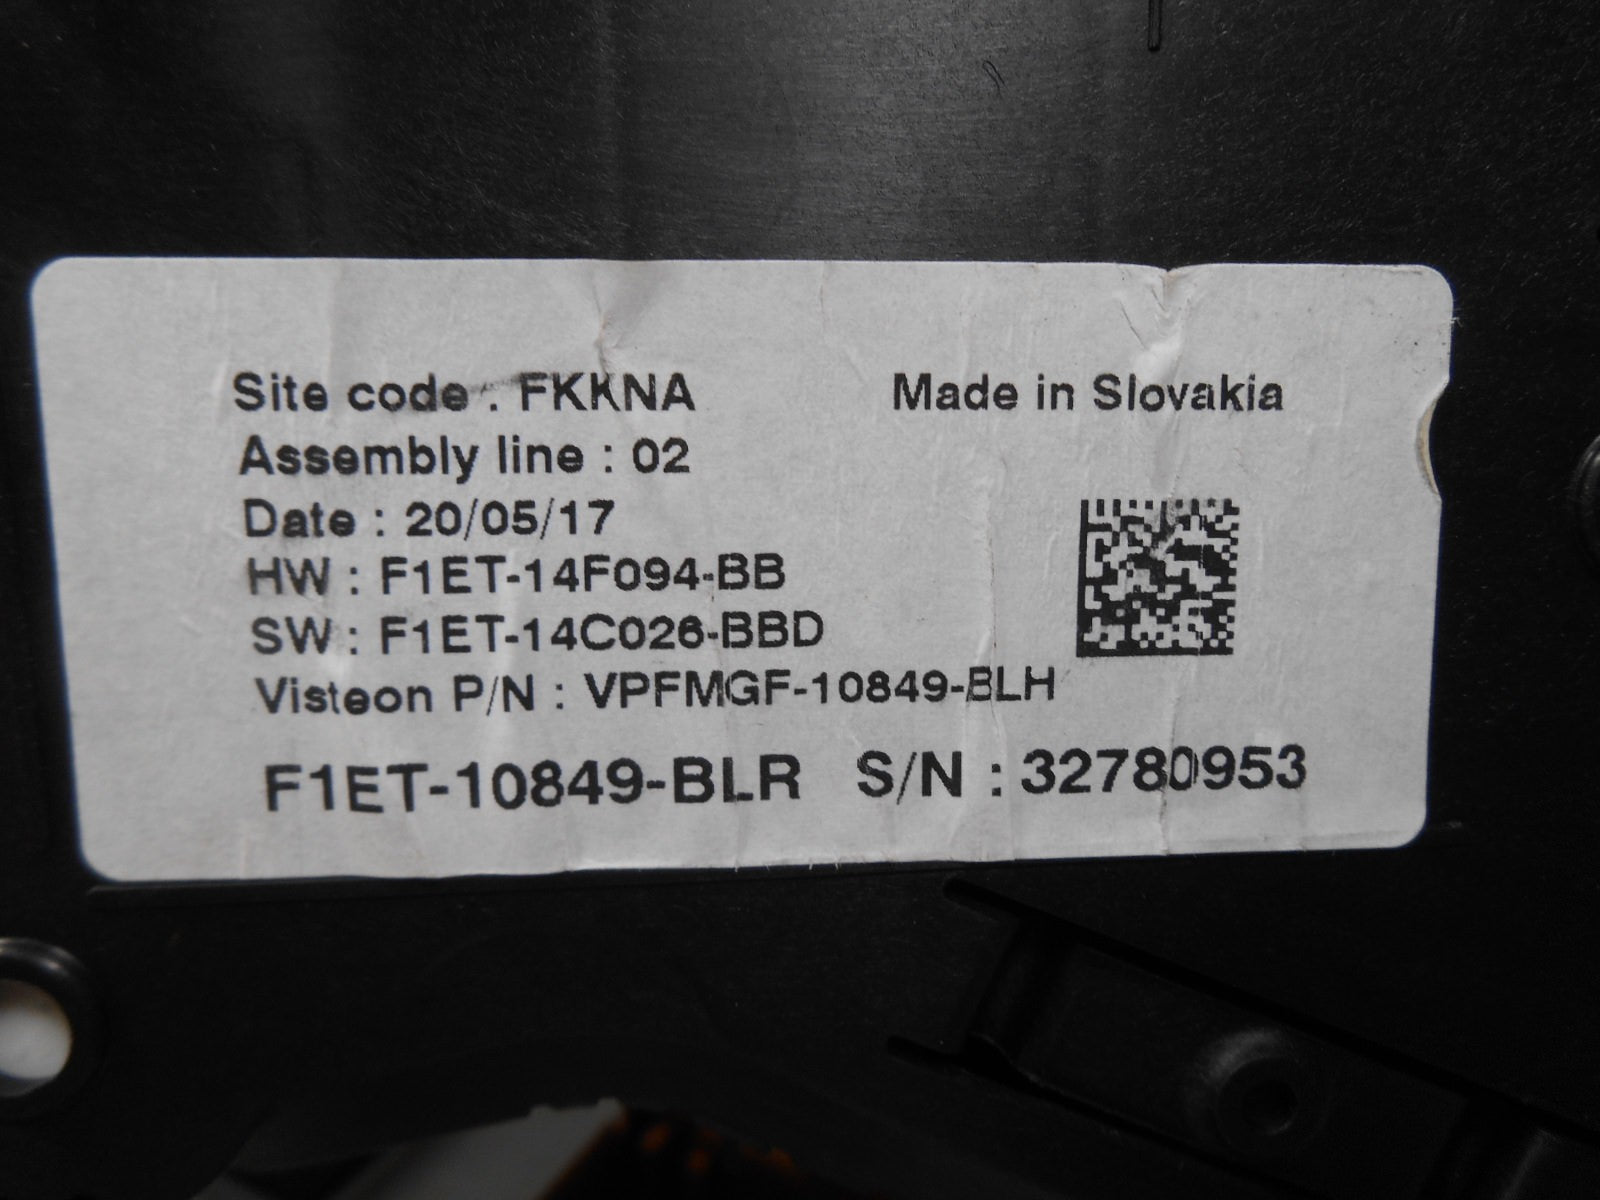 Site code : FKKNA Made in Slovakia
Assembly line : 02
Date : 20/05/17
HW : F1ET-14F094-BB
SW : F1ET-14C026-BBD
Visteon P/N : VPFMGF-10849-BLH
F1ET-10849-BLR S/N : 32780953